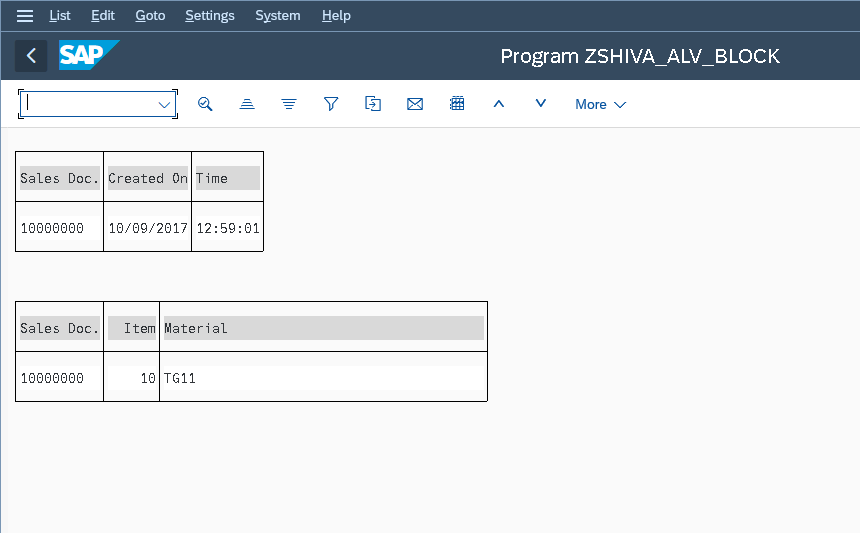 List Edit Goto Settings System Help
SAP Program ZSHIVA_ALV_BLOCK
More
Sales Doc. Created On Time
10000000 10/09/2017 12:59:01
Sales Doc. Item Material
10000000 10 TG11